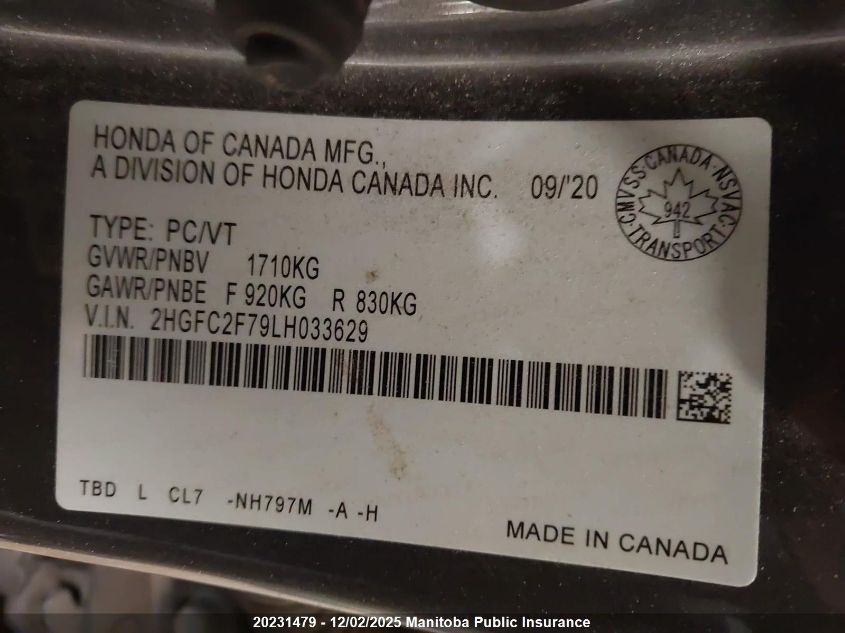 HONDA OF CANADA MFG.,
A DIVISION OF HONDA CANADA INC. 09/'20
CMVSS·CANADA·NSVAC·TRANSPORT·
942
TYPE: PC/VT
GVWR/PNBV 1710KG
GAWR/PNBE F 920KG R 830KG
V.I.N. 2HGFC2F79LH033629
TBD L CL7 -NH797M -A -H
MADE IN CANADA
20231479 - 12/02/2025 Manitoba Public Insurance